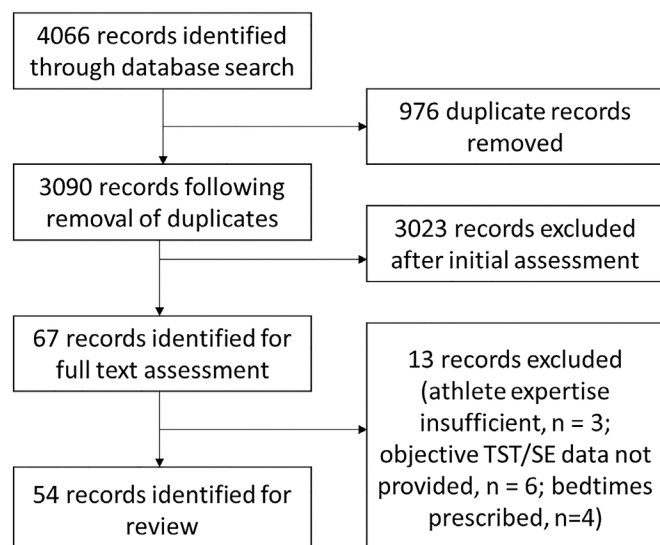 4066 records identified
through database search
976 duplicate records
removed
3090 records following
removal of duplicates
3023 records excluded
after initial assessment
67 records identified for
full text assessment
13 records excluded
(athlete expertise
insufficient, n = 3;
objective TST/SE data not
provided, n = 6; bedtimes
prescribed, n=4)
54 records identified for
review